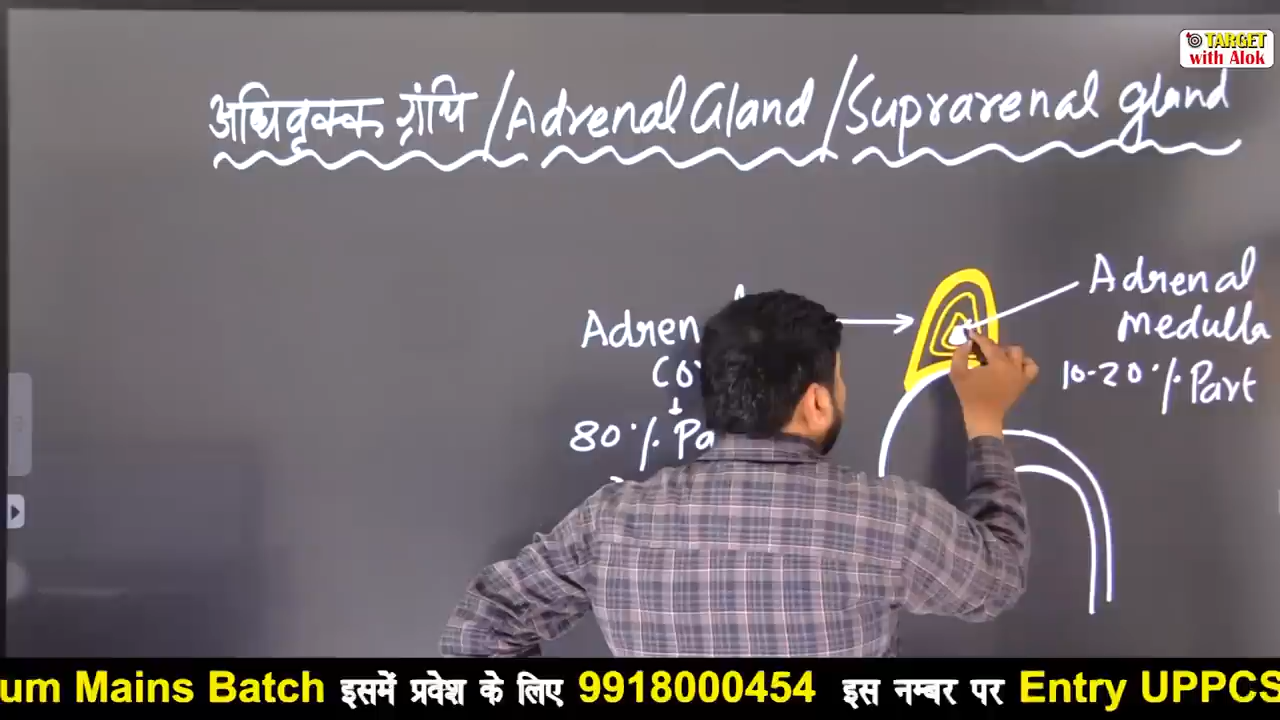 TARGET
with Alok
अधिवृक्क ग्रंथि / Adrenal Gland / Suprarenal gland
Adrenal
Medulla
10-20% Part
Adren
Co
80% Pa
um Mains Batch इसमें प्रवेश के लिए 9918000454 इस नम्बर पर Entry UPPCS